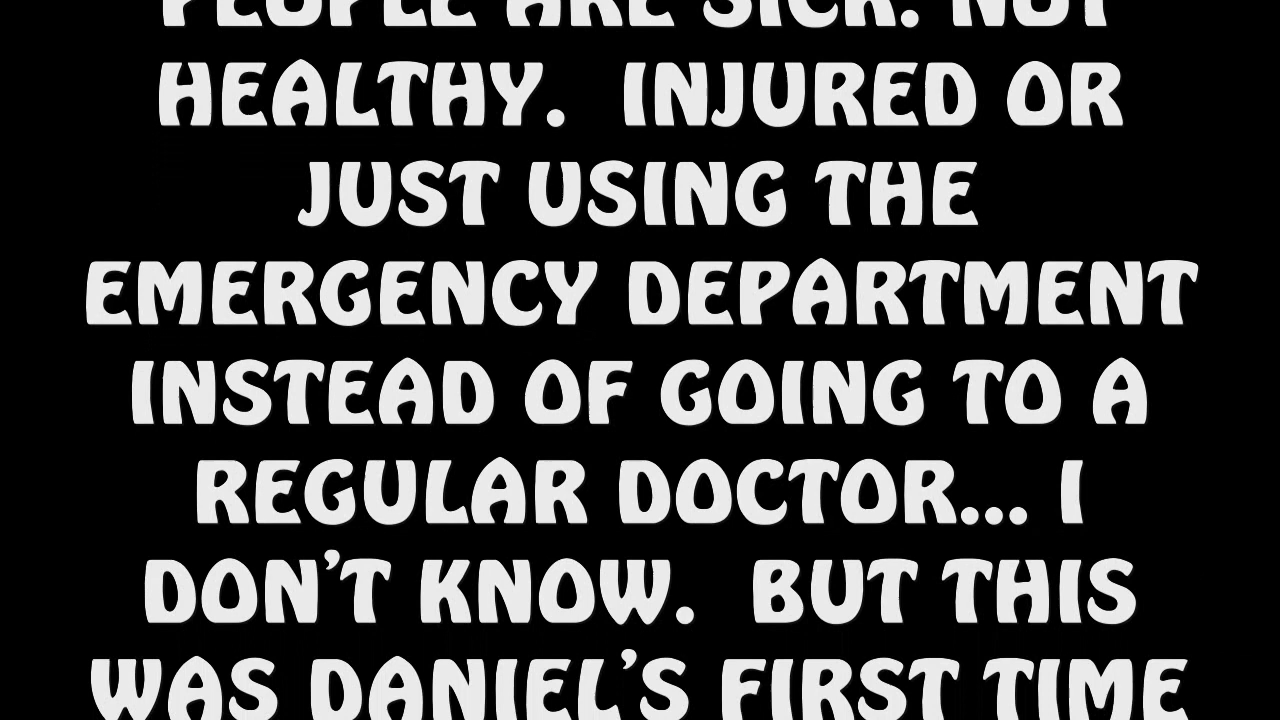 PEOPLE ARE SICK. NOT
HEALTHY.  INJURED OR
JUST USING THE
EMERGENCY DEPARTMENT
INSTEAD OF GOING TO A
REGULAR DOCTOR... I
DON'T KNOW.  BUT THIS
WAS DANIEL'S FIRST TIME